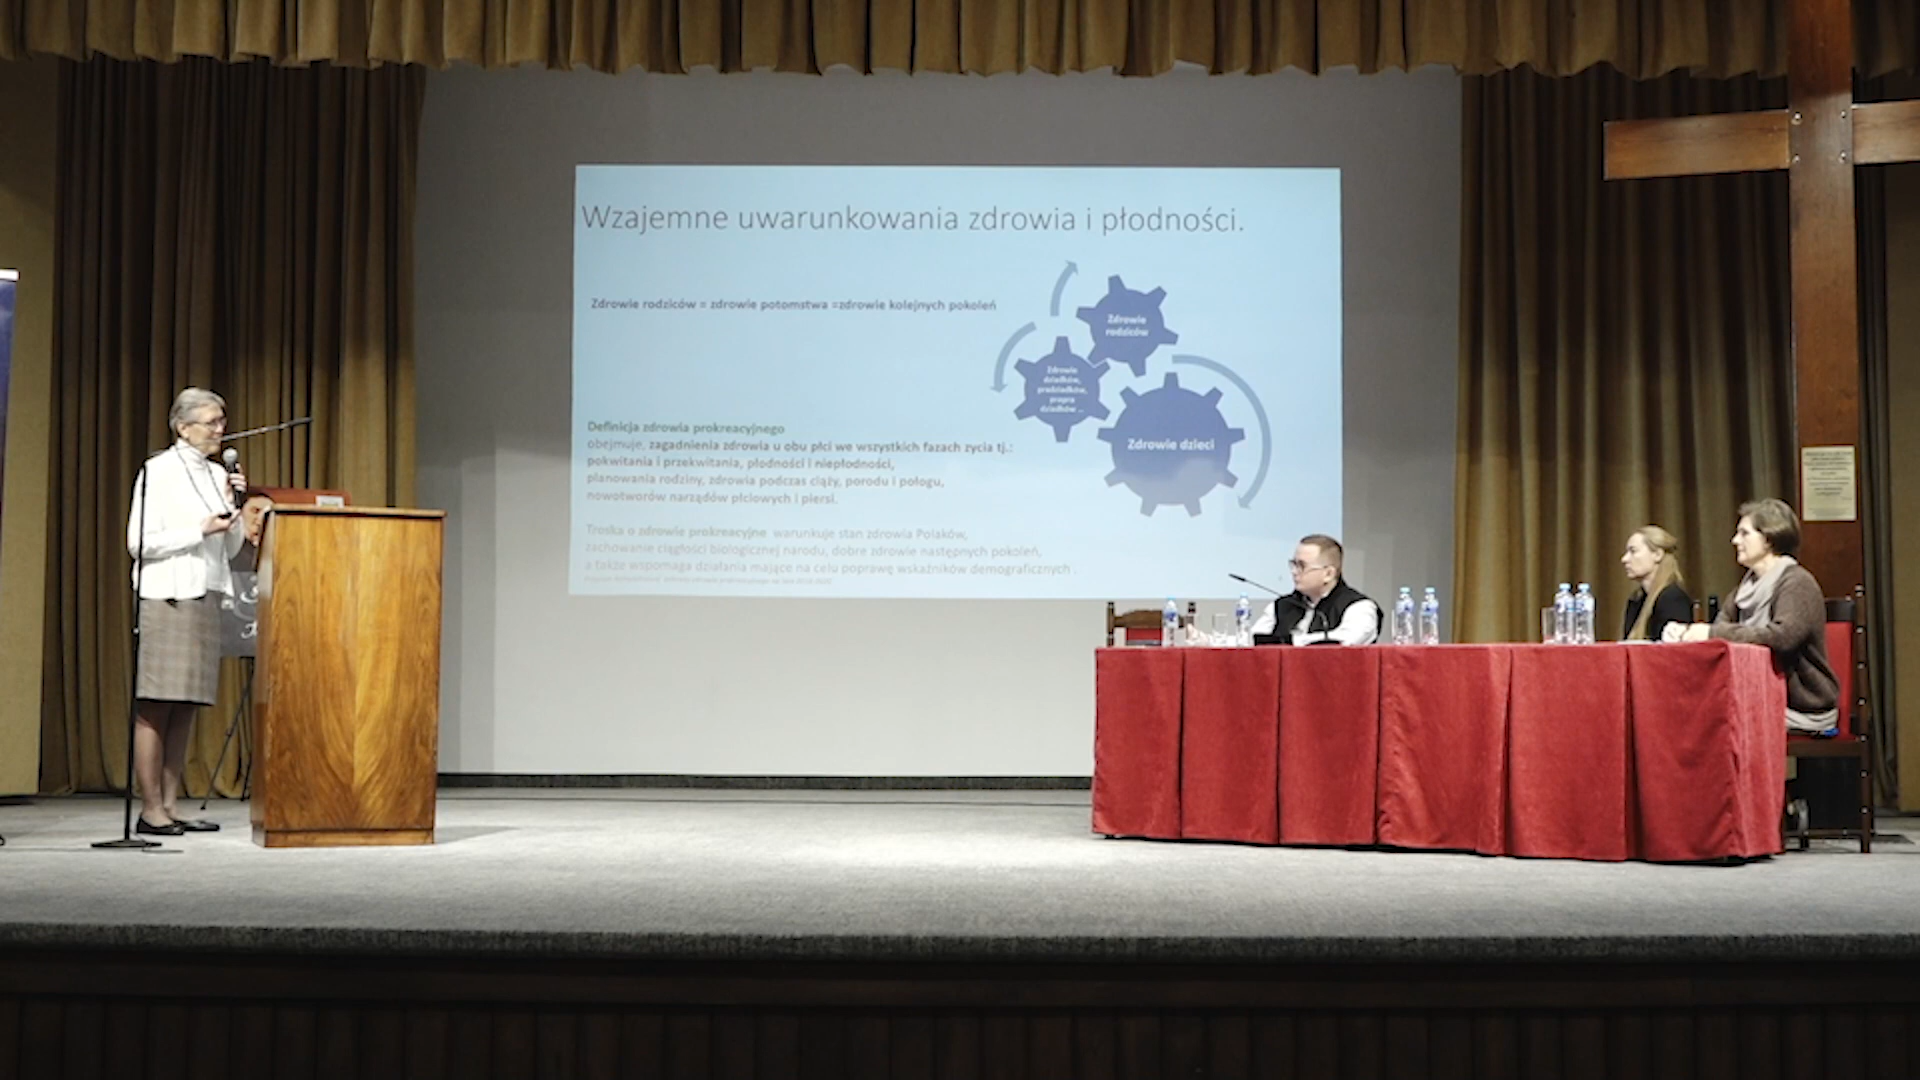 Wzajemne uwarunkowania zdrowia i płodności.
Zdrowie rodziców = zdrowie potomstwa =zdrowie kolejnych pokoleń
Zdrowie
rodziców
Zdrowie
dziadków,
pradziadków,
prapra
dziadków ...
Zdrowie dzieci
Definicja zdrowia prokreacyjnego
obejmuje, zagadnienia zdrowia u obu płci we wszystkich fazach zycia tj.:
pokwitania i przekwitania, płodności i niepłodności,
planowania rodziny, zdrowia podczas ciąży, porodu i połogu,
nowotworów narządów płciowych i piersi.
Troska o zdrowie prokreacyjne warunkuje stan zdrowia Polaków,
zachowanie ciągłości biologicznej narodu, dobre zdrowie następnych pokoleń,
a także wspomaga działania mające na celu poprawę wskaźników demograficznych .